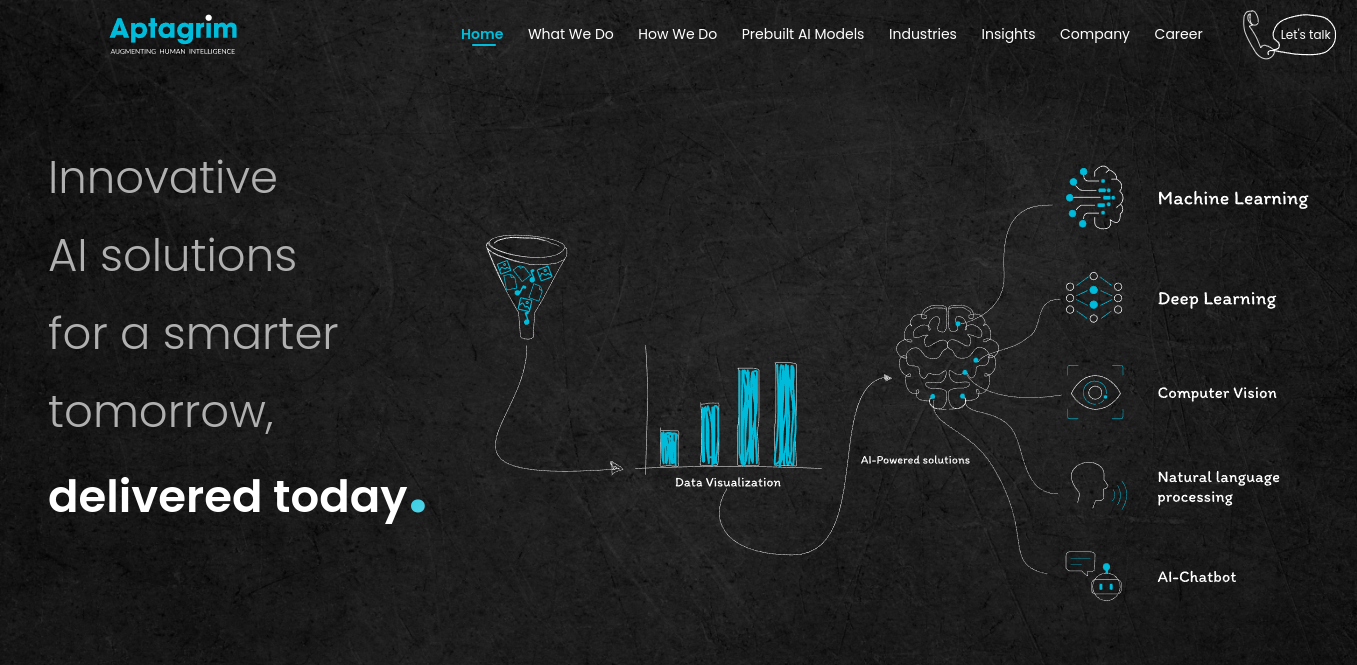 Aptagrim
AUGMENTING HUMAN INTELLIGENCE
Home What We Do How We Do Prebuilt AI Models Industries Insights Company Career
Let's talk
Innovative
AI solutions
for a smarter
tomorrow,
delivered today.
Data Visualization
AI-Powered solutions
Machine Learning
Deep Learning
Computer Vision
Natural language
processing
AI-Chatbot